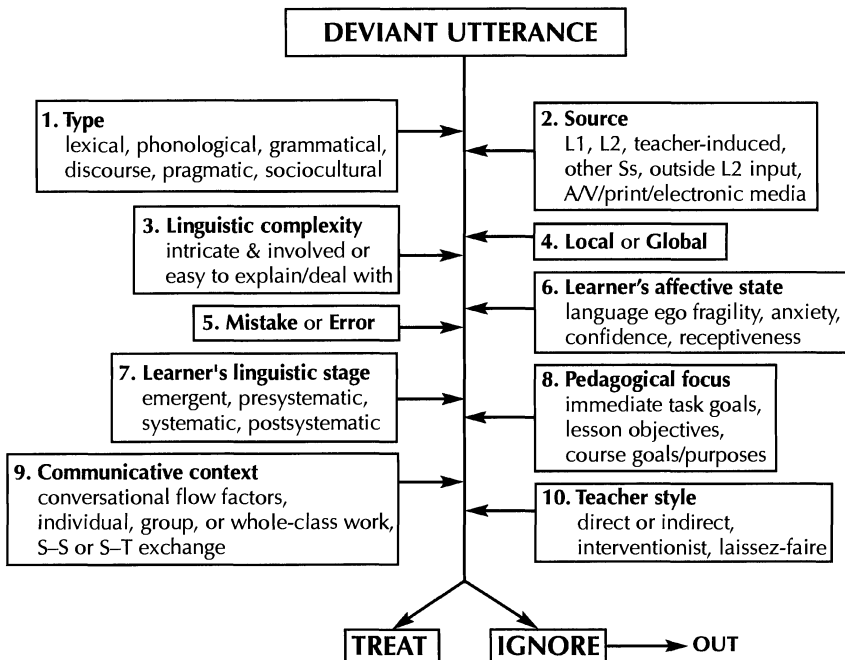 DEVIANT UTTERANCE
1. Type
lexical, phonological, grammatical,
discourse, pragmatic, sociocultural
2. Source
L1, L2, teacher-induced,
other Ss, outside L2 input,
A/V/print/electronic media
3. Linguistic complexity
intricate & involved or
easy to explain/deal with
4. Local or Global
5. Mistake or Error
6. Learner’s affective state
language ego fragility, anxiety,
confidence, receptiveness
7. Learner's linguistic stage
emergent, presystematic,
systematic, postsystematic
8. Pedagogical focus
immediate task goals,
lesson objectives,
course goals/purposes
9. Communicative context
conversational flow factors,
individual, group, or whole-class work,
S–S or S–T exchange
10. Teacher style
direct or indirect,
interventionist, laissez-faire
TREAT
IGNORE
OUT